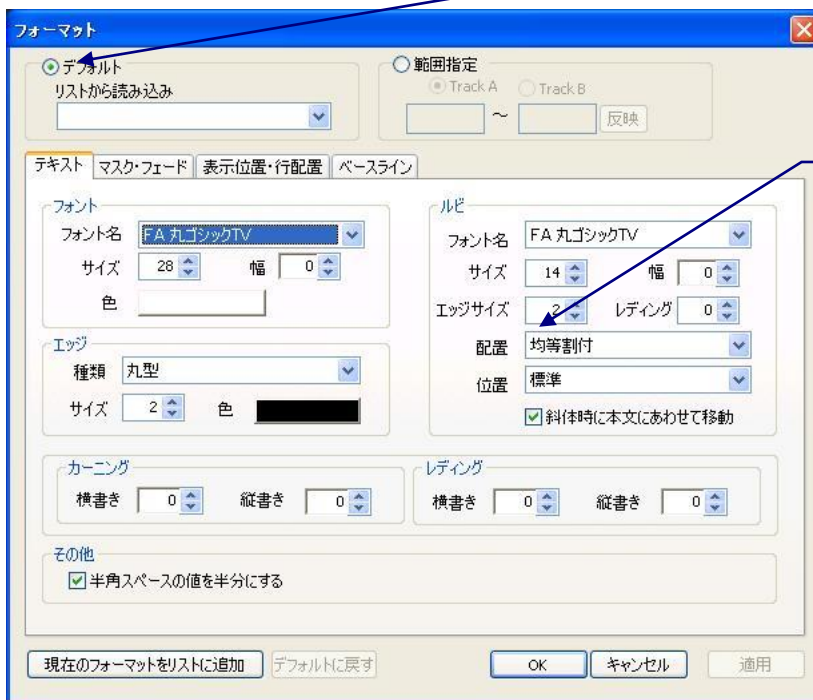 フォーマット
デフォルト
範囲指定
リストから読み込み
Track A Track B
～ 反映
テキスト マスク・フェード 表示位置・行配置 ベースライン
フォント
フォント名 FA 丸ゴシックTV
サイズ 28 幅 0
色
ルビ
フォント名 FA 丸ゴシックTV
サイズ 14 幅 0
エッジサイズ 2 レディング 0
配置 均等割付
位置 標準
斜体時に本文にあわせて移動
エッジ
種類 丸型
サイズ 2 色
カーニング
横書き 0 縦書き 0
レディング
横書き 0 縦書き 0
その他
半角スペースの値を半分にする
現在のフォーマットをリストに追加 デフォルトに戻す OK キャンセル 適用